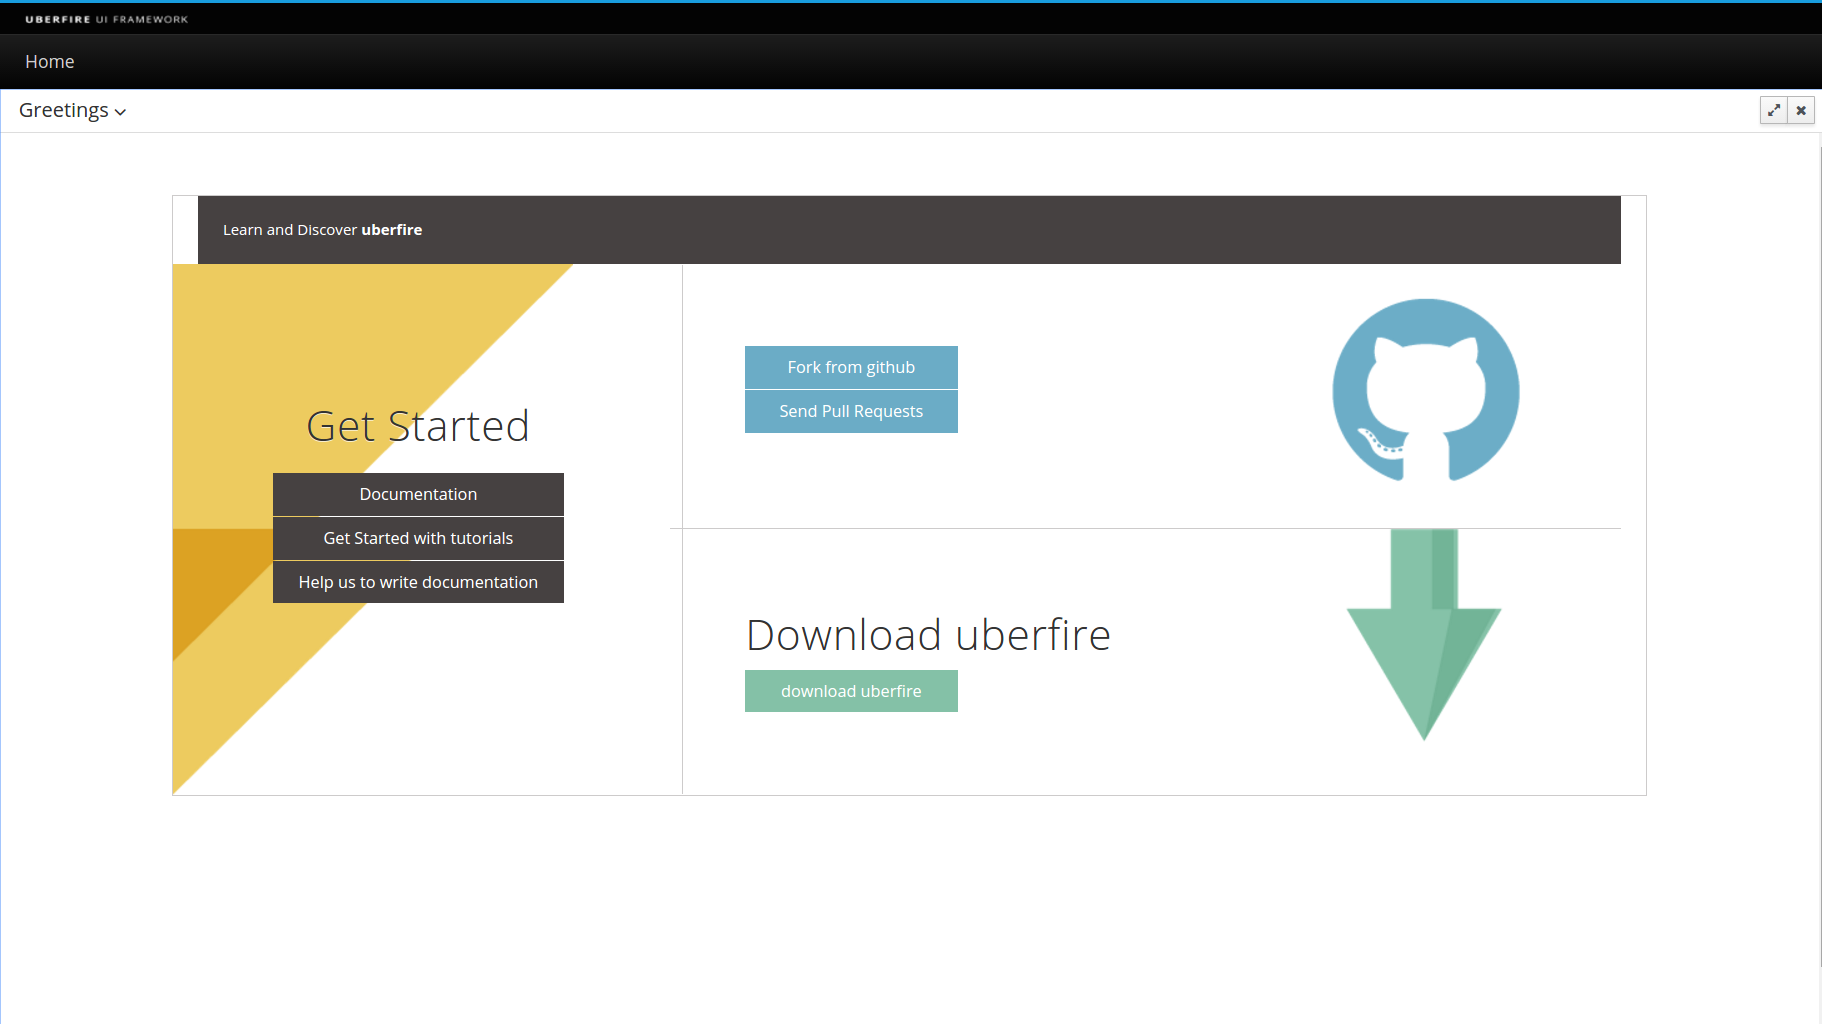 UBERFIRE UI FRAMEWORK
Home
Greetings
Learn and Discover uberfire
Get Started
Documentation
Get Started with tutorials
Help us to write documentation
Fork from github
Send Pull Requests
Download uberfire
download uberfire